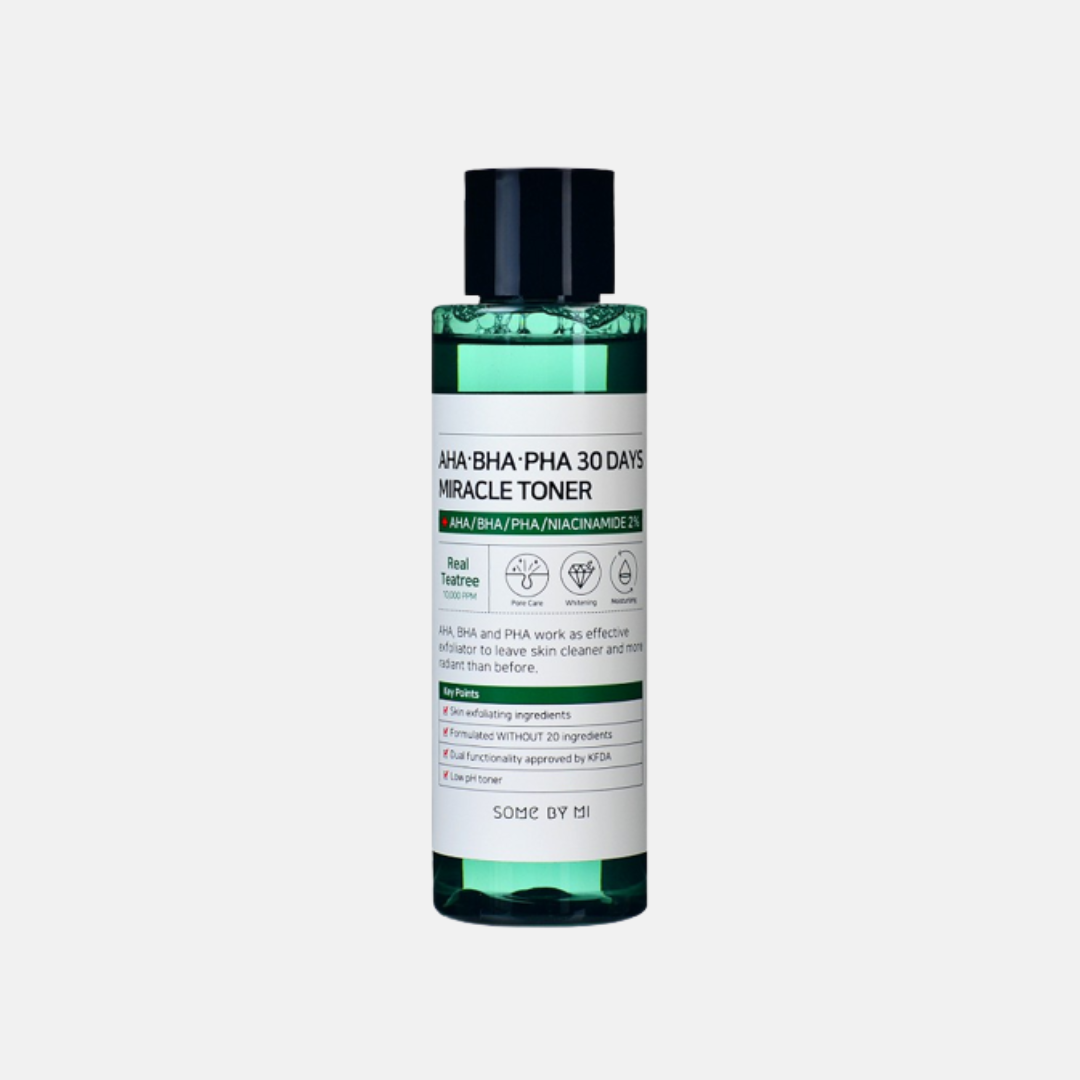 AHA·BHA·PHA 30 DAYS
MIRACLE TONER
+ AHA/BHA/PHA/NIACINAMIDE 2%
Real
Teatree
10,000 PPM
Pore Care
Whitening
Moisturizing
AHA, BHA and PHA work as effective
exfoliator to leave skin cleaner and more
radiant than before.
Key Points
Skin exfoliating ingredients
Formulated WITHOUT 20 ingredients
Dual functionality approved by KFDA
Low pH toner
SOME BY MI